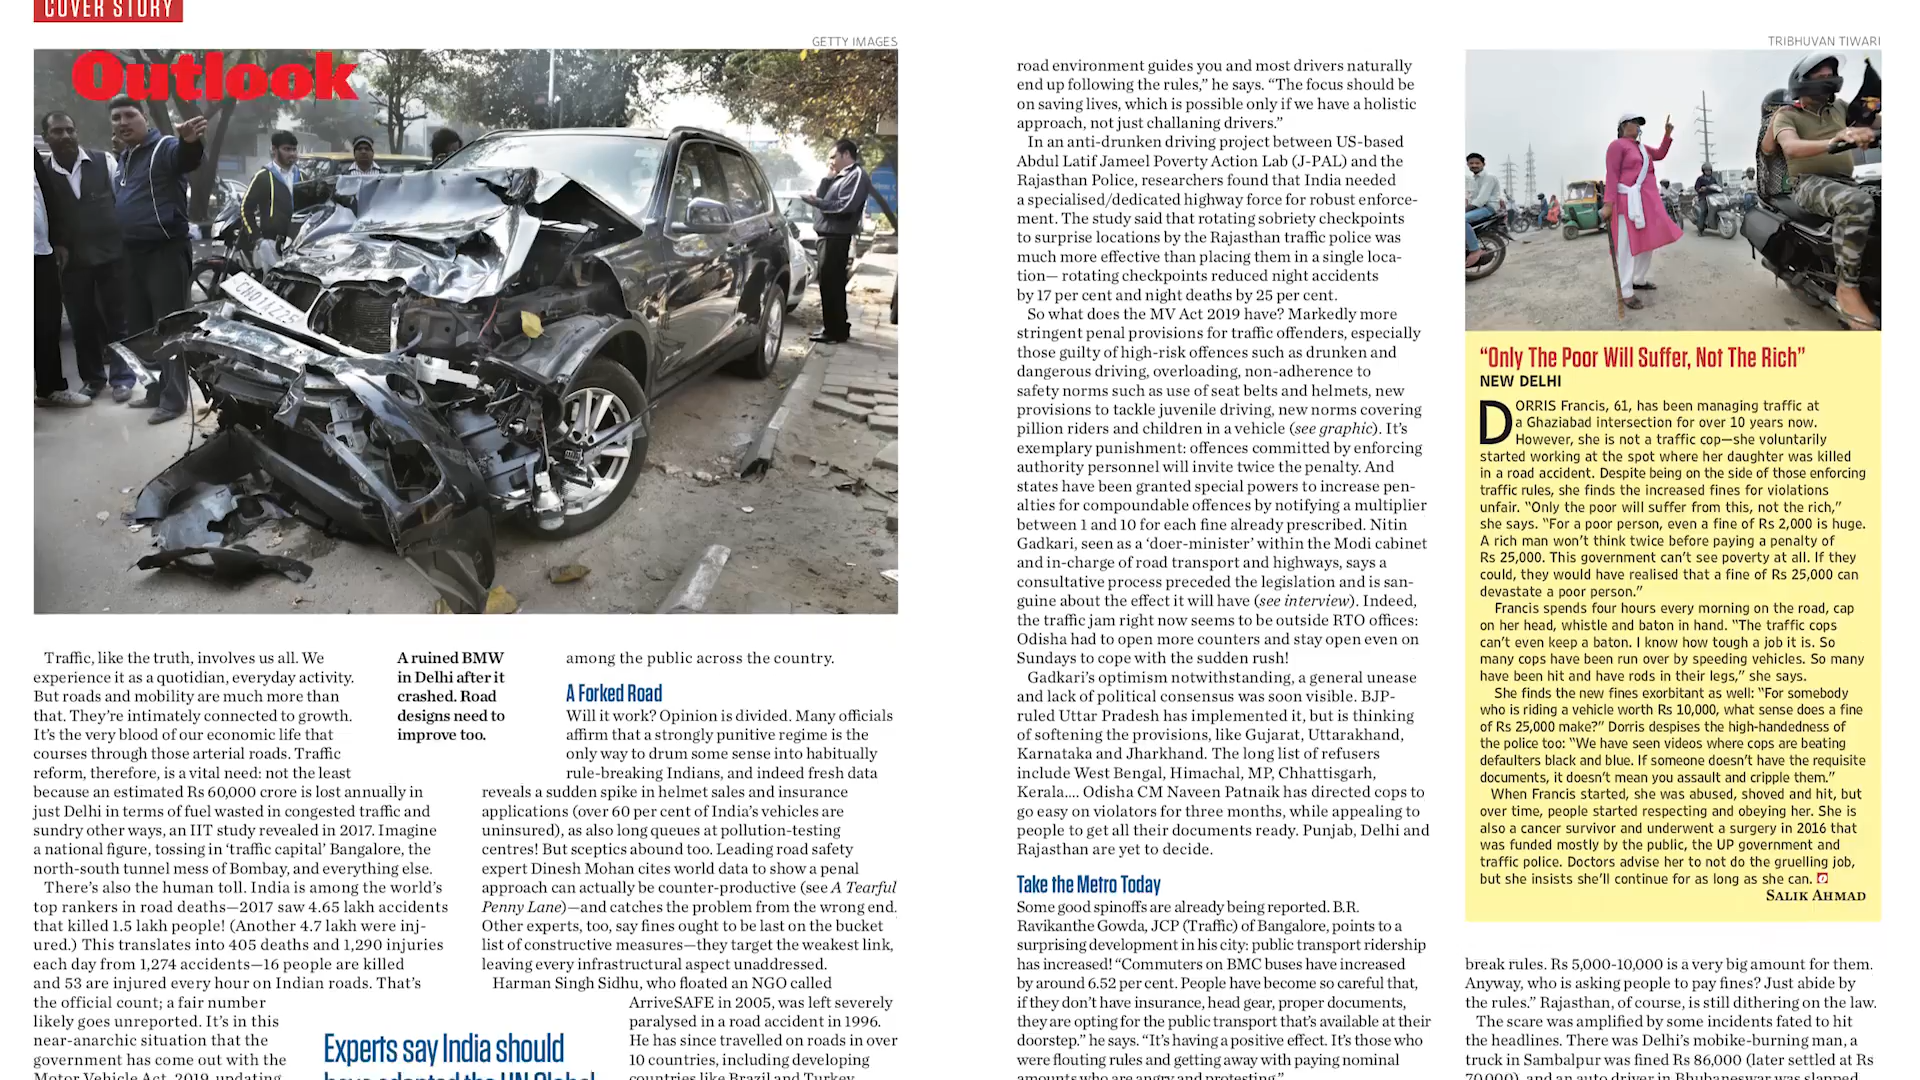 COVER STORY
GETTY IMAGES
Outlook
CH01AZ25
Traffic, like the truth, involves us all. We
experience it as a quotidian, everyday activity.
But roads and mobility are much more than
that. They’re intimately connected to growth.
It’s the very blood of our economic life that
courses through those arterial roads. Traffic
reform, therefore, is a vital need: not the least
because an estimated Rs 60,000 crore is lost annually in
just Delhi in terms of fuel wasted in congested traffic and
sundry other ways, an IIT study revealed in 2017. Imagine
a national figure, tossing in ‘traffic capital’ Bangalore, the
north-south tunnel mess of Bombay, and everything else.
There’s also the human toll. India is among the world’s
top rankers in road deaths—2017 saw 4.65 lakh accidents
that killed 1.5 lakh people! (Another 4.7 lakh were inj-
ured.) This translates into 405 deaths and 1,290 injuries
each day from 1,274 accidents—16 people are killed
and 53 are injured every hour on Indian roads. That’s
the official count; a fair number
likely goes unreported. It’s in this
near-anarchic situation that the
government has come out with the
Motor Vehicle Act, 2019, updating
A ruined BMW
in Delhi after it
crashed. Road
designs need to
improve too.
Experts say India should
have adopted the UN Global
among the public across the country.
A Forked Road
Will it work? Opinion is divided. Many officials
affirm that a strongly punitive regime is the
only way to drum some sense into habitually
rule-breaking Indians, and indeed fresh data
reveals a sudden spike in helmet sales and insurance
applications (over 60 per cent of India’s vehicles are
uninsured), as also long queues at pollution-testing
centres! But sceptics abound too. Leading road safety
expert Dinesh Mohan cites world data to show a penal
approach can actually be counter-productive (see A Tearful
Penny Lane)—and catches the problem from the wrong end.
Other experts, too, say fines ought to be last on the bucket
list of constructive measures—they target the weakest link,
leaving every infrastructural aspect unaddressed.
Harman Singh Sidhu, who floated an NGO called
ArriveSAFE in 2005, was left severely
paralysed in a road accident in 1996.
He has since travelled on roads in over
10 countries, including developing
countries like Brazil and Turkey.
road environment guides you and most drivers naturally
end up following the rules,” he says. “The focus should be
on saving lives, which is possible only if we have a holistic
approach, not just challaning drivers.”
In an anti-drunken driving project between US-based
Abdul Latif Jameel Poverty Action Lab (J-PAL) and the
Rajasthan Police, researchers found that India needed
a specialised/dedicated highway force for robust enforce-
ment. The study said that rotating sobriety checkpoints
to surprise locations by the Rajasthan traffic police was
much more effective than placing them in a single loca-
tion— rotating checkpoints reduced night accidents
by 17 per cent and night deaths by 25 per cent.
So what does the MV Act 2019 have? Markedly more
stringent penal provisions for traffic offenders, especially
those guilty of high-risk offences such as drunken and
dangerous driving, overloading, non-adherence to
safety norms such as use of seat belts and helmets, new
provisions to tackle juvenile driving, new norms covering
pillion riders and children in a vehicle (see graphic). It’s
exemplary punishment: offences committed by enforcing
authority personnel will invite twice the penalty. And
states have been granted special powers to increase pen-
alties for compoundable offences by notifying a multiplier
between 1 and 10 for each fine already prescribed. Nitin
Gadkari, seen as a ‘doer-minister’ within the Modi cabinet
and in-charge of road transport and highways, says a
consultative process preceded the legislation and is san-
guine about the effect it will have (see interview). Indeed,
the traffic jam right now seems to be outside RTO offices:
Odisha had to open more counters and stay open even on
Sundays to cope with the sudden rush!
Gadkari’s optimism notwithstanding, a general unease
and lack of political consensus was soon visible. BJP-
ruled Uttar Pradesh has implemented it, but is thinking
of softening the provisions, like Gujarat, Uttarakhand,
Karnataka and Jharkhand. The long list of refusers
include West Bengal, Himachal, MP, Chhattisgarh,
Kerala.... Odisha CM Naveen Patnaik has directed cops to
go easy on violators for three months, while appealing to
people to get all their documents ready. Punjab, Delhi and
Rajasthan are yet to decide.
Take the Metro Today
Some good spinoffs are already being reported. B.R.
Ravikanthe Gowda, JCP (Traffic) of Bangalore, points to a
surprising development in his city: public transport ridership
has increased! “Commuters on BMC buses have increased
by around 6.52 per cent. People have become so careful that,
if they don’t have insurance, head gear, proper documents,
they are opting for the public transport that’s available at their
doorstep.” he says. “It’s having a positive effect. It’s those who
were flouting rules and getting away with paying nominal
amounts who are angry and protesting.”
TRIBHUVAN TIWARI
“Only The Poor Will Suffer, Not The Rich”
NEW DELHI
DORRIS Francis, 61, has been managing traffic at
a Ghaziabad intersection for over 10 years now.
However, she is not a traffic cop—she voluntarily
started working at the spot where her daughter was killed
in a road accident. Despite being on the side of those enforcing
traffic rules, she finds the increased fines for violations
unfair. “Only the poor will suffer from this, not the rich,”
she says. “For a poor person, even a fine of Rs 2,000 is huge.
A rich man won’t think twice before paying a penalty of
Rs 25,000. This government can’t see poverty at all. If they
could, they would have realised that a fine of Rs 25,000 can
devastate a poor person.”
Francis spends four hours every morning on the road, cap
on her head, whistle and baton in hand. “The traffic cops
can’t even keep a baton. I know how tough a job it is. So
many cops have been run over by speeding vehicles. So many
have been hit and have rods in their legs,” she says.
She finds the new fines exorbitant as well: “For somebody
who is riding a vehicle worth Rs 10,000, what sense does a fine
of Rs 25,000 make?” Dorris despises the high-handedness of
the police too: “We have seen videos where cops are beating
defaulters black and blue. If someone doesn’t have the requisite
documents, it doesn’t mean you assault and cripple them.”
When Francis started, she was abused, shoved and hit, but
over time, people started respecting and obeying her. She is
also a cancer survivor and underwent a surgery in 2016 that
was funded mostly by the public, the UP government and
traffic police. Doctors advise her to not do the gruelling job,
but she insists she’ll continue for as long as she can.
SALIK AHMAD
break rules. Rs 5,000-10,000 is a very big amount for them.
Anyway, who is asking people to pay fines? Just abide by
the rules.” Rajasthan, of course, is still dithering on the law.
The scare was amplified by some incidents fated to hit
the headlines. There was Delhi’s mobike-burning man, a
truck in Sambalpur was fined Rs 86,000 (later settled at Rs
70,000), and an auto driver in Bhubaneswar was slapped